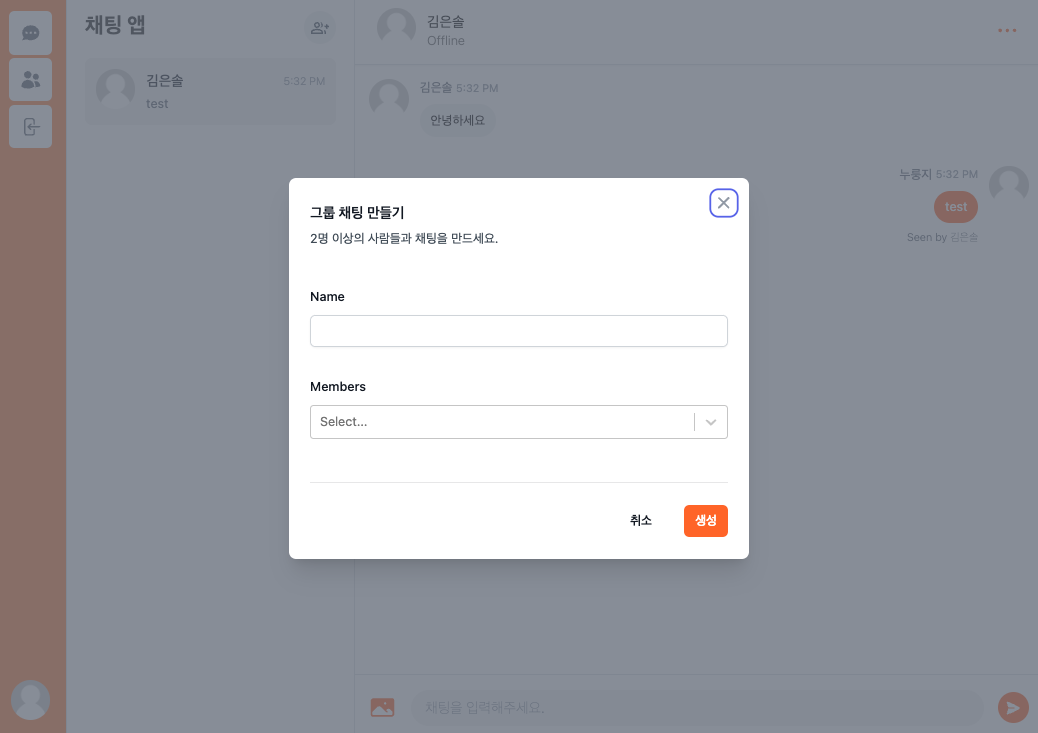 채팅 앱
김은솔
5:32 PM
test
김은솔
Offline
김은솔 5:32 PM
안녕하세요
누룽지 5:32 PM
test
Seen by 김은솔
그룹 채팅 만들기
2명 이상의 사람들과 채팅을 만드세요.
Name
Members
Select...
취소
생성
채팅을 입력해주세요.